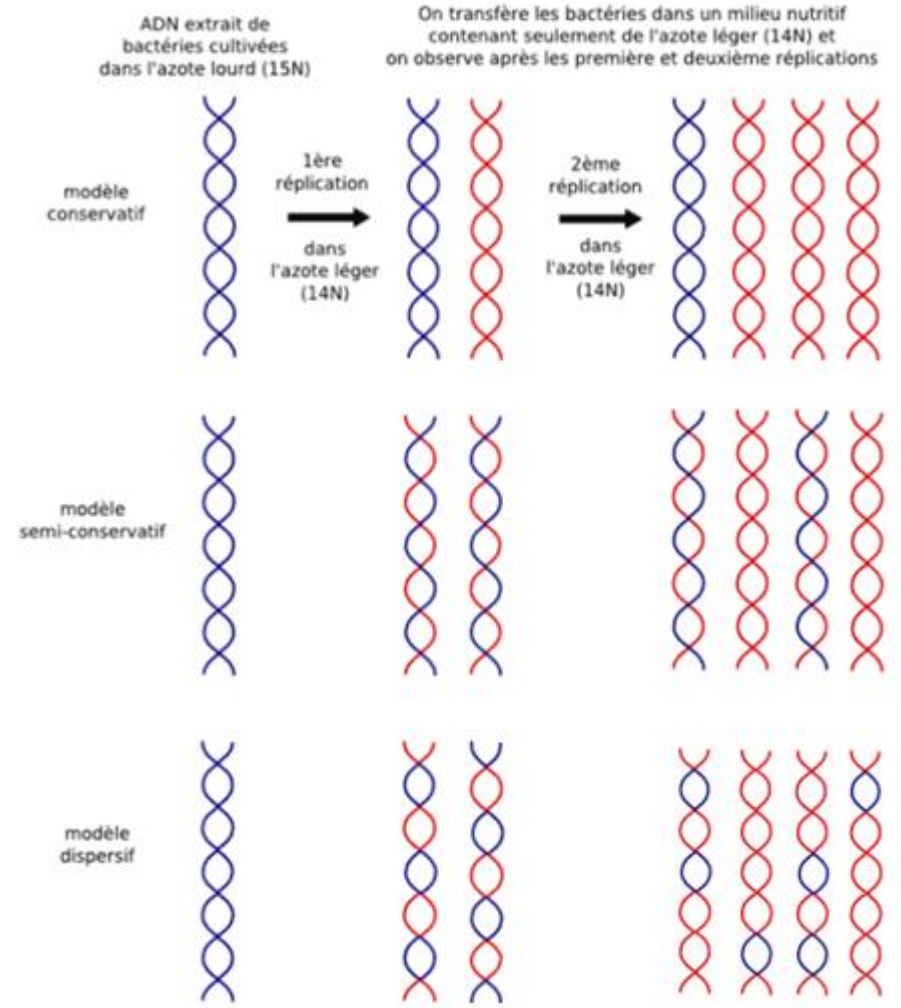 ADN extrait de
bactéries cultivées
dans l'azote lourd (15N)
On transfère les bactéries dans un milieu nutritif
contenant seulement de l'azote léger (14N) et
on observe après les première et deuxième réplications
modèle
conservatif
1ère
réplication
dans
l'azote léger
(14N)
2ème
réplication
dans
l'azote léger
(14N)
modèle
semi-conservatif
modèle
dispersif